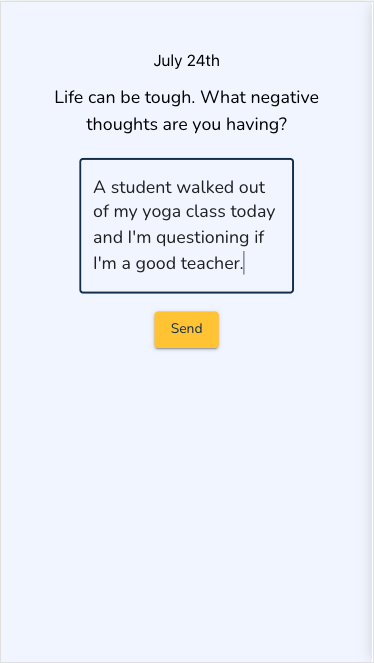 July 24th
Life can be tough. What negative
thoughts are you having?
A student walked out
of my yoga class today
and I'm questioning if
I'm a good teacher.
Send